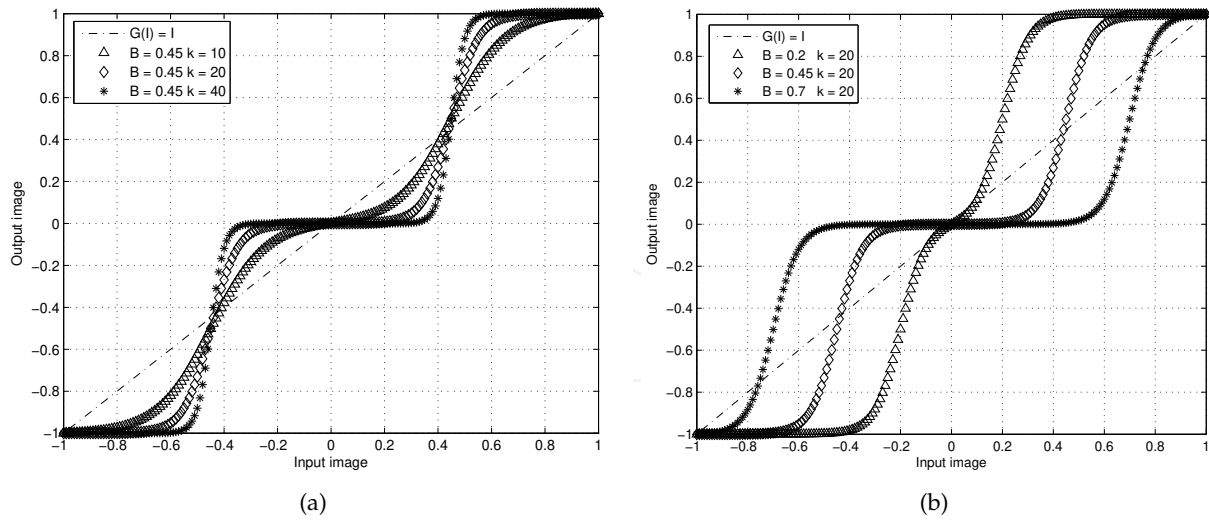 G(I) = I
B = 0.45 k = 10
B = 0.45 k = 20
B = 0.45 k = 40
1
0.8
0.6
0.4
0.2
0
−0.2
−0.4
−0.6
−0.8
−1
Output image
−1 −0.8 −0.6 −0.4 −0.2 0 0.2 0.4 0.6 0.8 1
Input image
(a)
G(I) = I
B = 0.2 k = 20
B = 0.45 k = 20
B = 0.7 k = 20
1
0.8
0.6
0.4
0.2
0
−0.2
−0.4
−0.6
−0.8
−1
Output image
−1 −0.8 −0.6 −0.4 −0.2 0 0.2 0.4 0.6 0.8 1
Input image
(b)